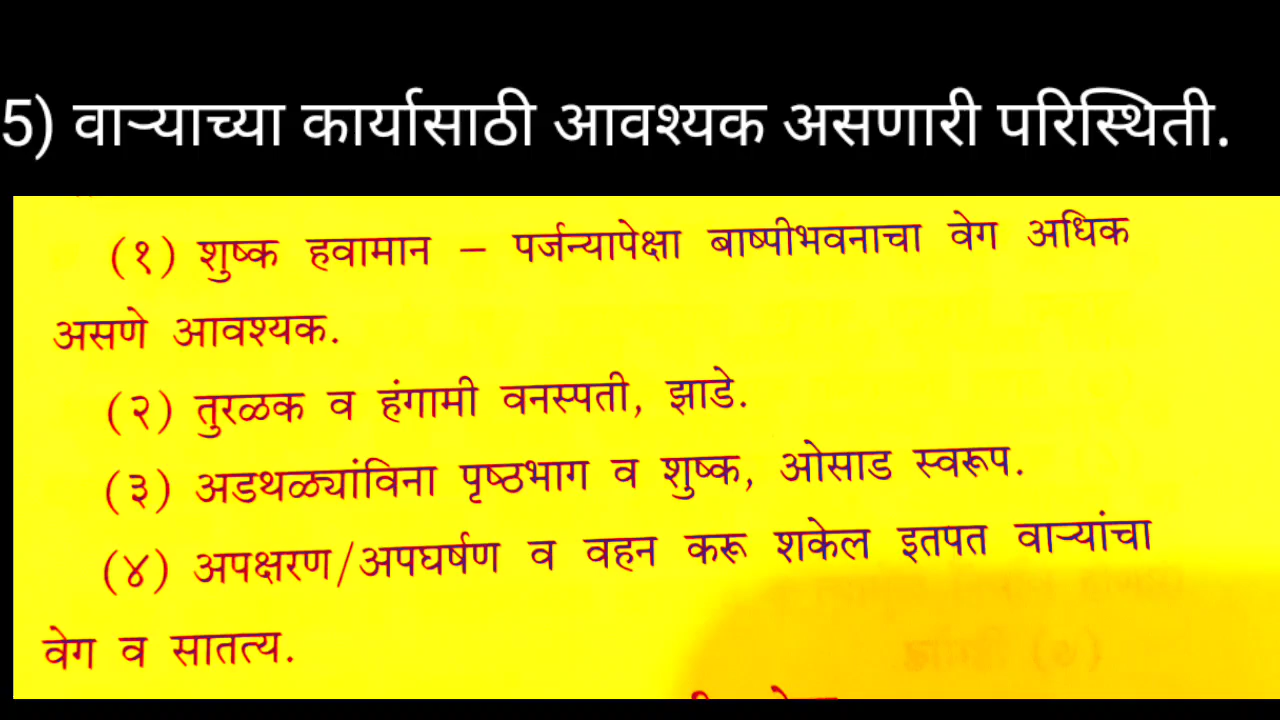 5) वाऱ्याच्या कार्यासाठी आवश्यक असणारी परिस्थिती.
(१) शुष्क हवामान – पर्जन्यापेक्षा बाष्पीभवनाचा वेग अधिक
असणे आवश्यक.
(२) तुरळक व हंगामी वनस्पती, झाडे.
(३) अडथळ्यांविना पृष्ठभाग व शुष्क, ओसाड स्वरूप.
(४) अपक्षरण/अपघर्षण व वहन करू शकेल इतपत वाऱ्यांचा
वेग व सातत्य.